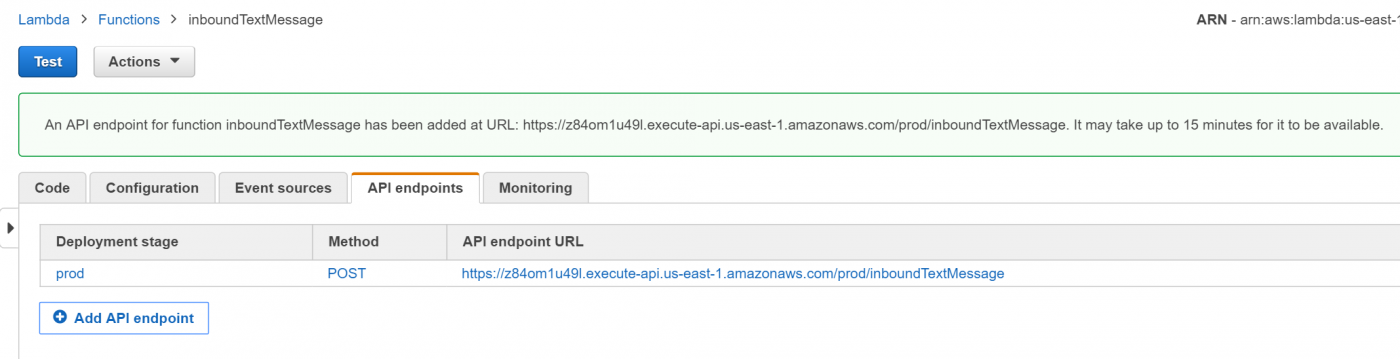 Lambda > Functions > inboundTextMessage
ARN - arn:aws:lambda:us-east-1
Test Actions
An API endpoint for function inboundTextMessage has been added at URL: https://z84om1u49l.execute-api.us-east-1.amazonaws.com/prod/inboundTextMessage. It may take up to 15 minutes for it to be available.
Code Configuration Event sources API endpoints Monitoring
Deployment stage Method API endpoint URL
prod POST https://z84om1u49l.execute-api.us-east-1.amazonaws.com/prod/inboundTextMessage
Add API endpoint